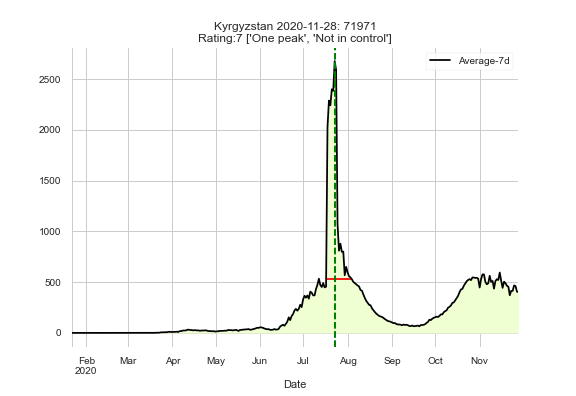 Kyrgyzstan 2020-11-28: 71971
Rating:7 ['One peak', 'Not in control']
Average-7d
2500
2000
1500
1000
500
0
Feb Mar Apr May Jun Jul Aug Sep Oct Nov
2020
Date